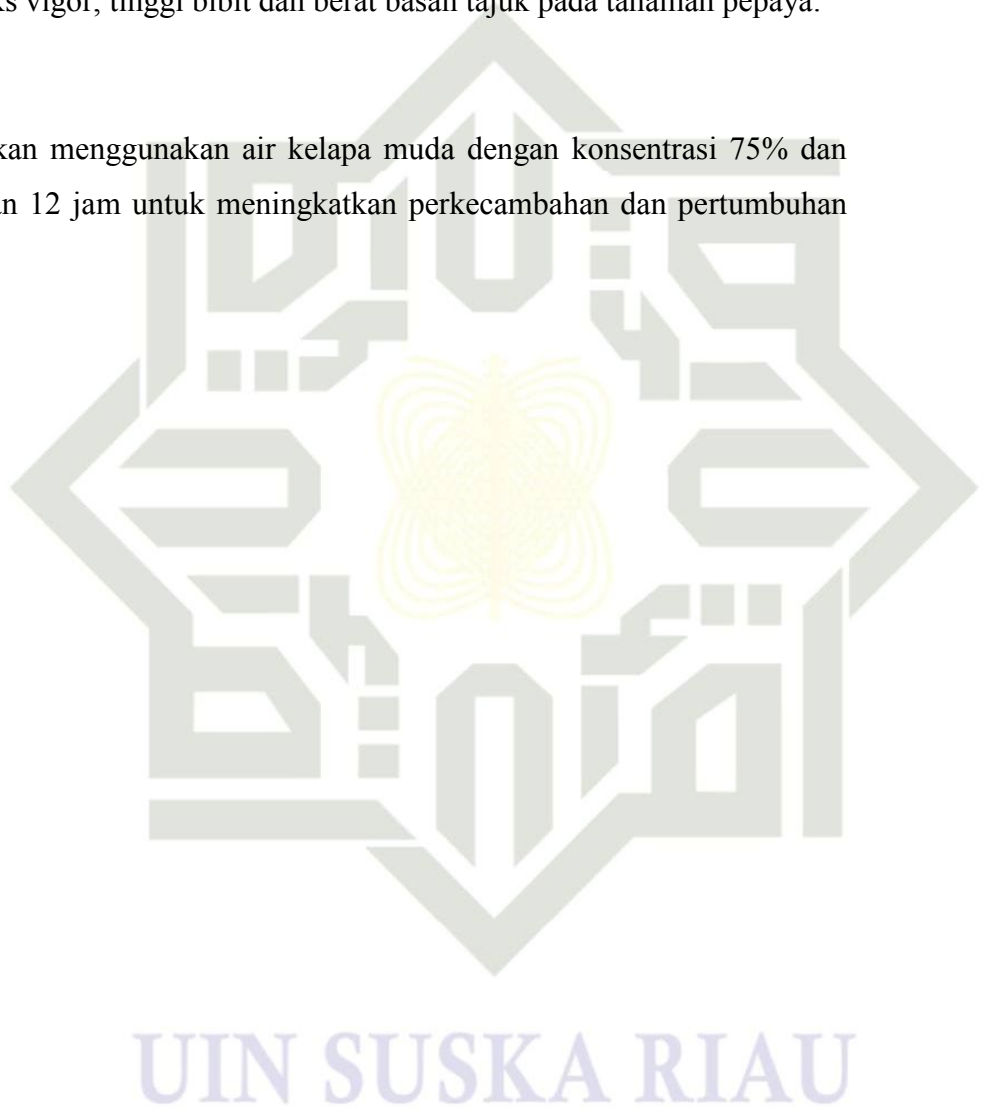 ks vigor, tinggi bibit dan berat basah tajuk pada tanaman pepaya.
kan menggunakan air kelapa muda dengan konsentrasi 75% dan
an 12 jam untuk meningkatkan perkecambahan dan pertumbuhan
UIN SUSKA RIAU